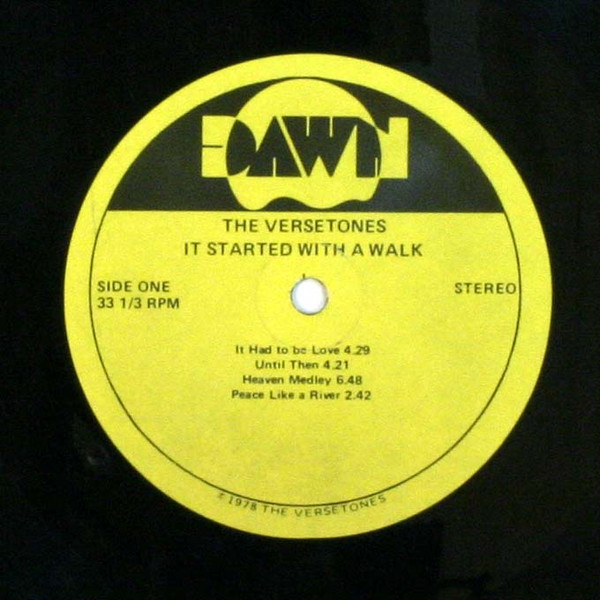 DAWN
THE VERSETONES
IT STARTED WITH A WALK
SIDE ONE
33 1/3 RPM
STEREO
It Had to be Love 4.29
Until Then 4.21
Heaven Medley 6.48
Peace Like a River 2.42
© 1978 THE VERSETONES